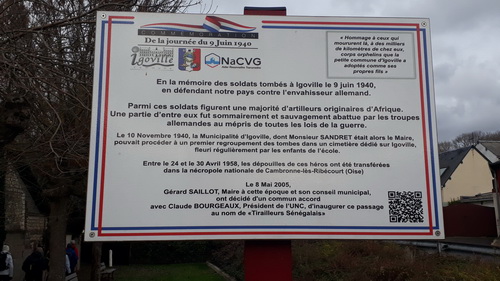 COMMÉMORATION
De la journée du 9 Juin 1940
Igoville
NaCVG
« Hommage à ceux qui
moururent là, à des milliers
de kilomètres de chez eux,
corps orphelins que la
petite commune d'Igoville a
adoptés comme ses
propres fils »
En la mémoire des soldats tombés à Igoville le 9 juin 1940,
en défendant notre pays contre l'envahisseur allemand.
Parmi ces soldats figurent une majorité d'artilleurs originaires d'Afrique.
Une partie d'entre eux fut sommairement et sauvagement abattue par les troupes
allemandes au mépris de toutes les lois de la guerre.
Le 10 Novembre 1940, la Municipalité d'Igoville, dont Monsieur SANDRET était alors le Maire,
pouvait procéder à un premier regroupement des tombes dans un cimetière dédié sur Igoville,
fleuri régulièrement par les enfants de l'école.
Entre le 24 et le 30 Avril 1958, les dépouilles de ces héros ont été transférées
dans la nécropole nationale de Cambronne-lès-Ribécourt (Oise)
Le 8 Mai 2005,
Gérard SAILLOT, Maire à cette époque et son conseil municipal,
ont décidé d'un commun accord
avec Claude BOURGEAUX, Président de l'UNC, d'inaugurer ce passage
au nom de «Tirailleurs Sénégalais»